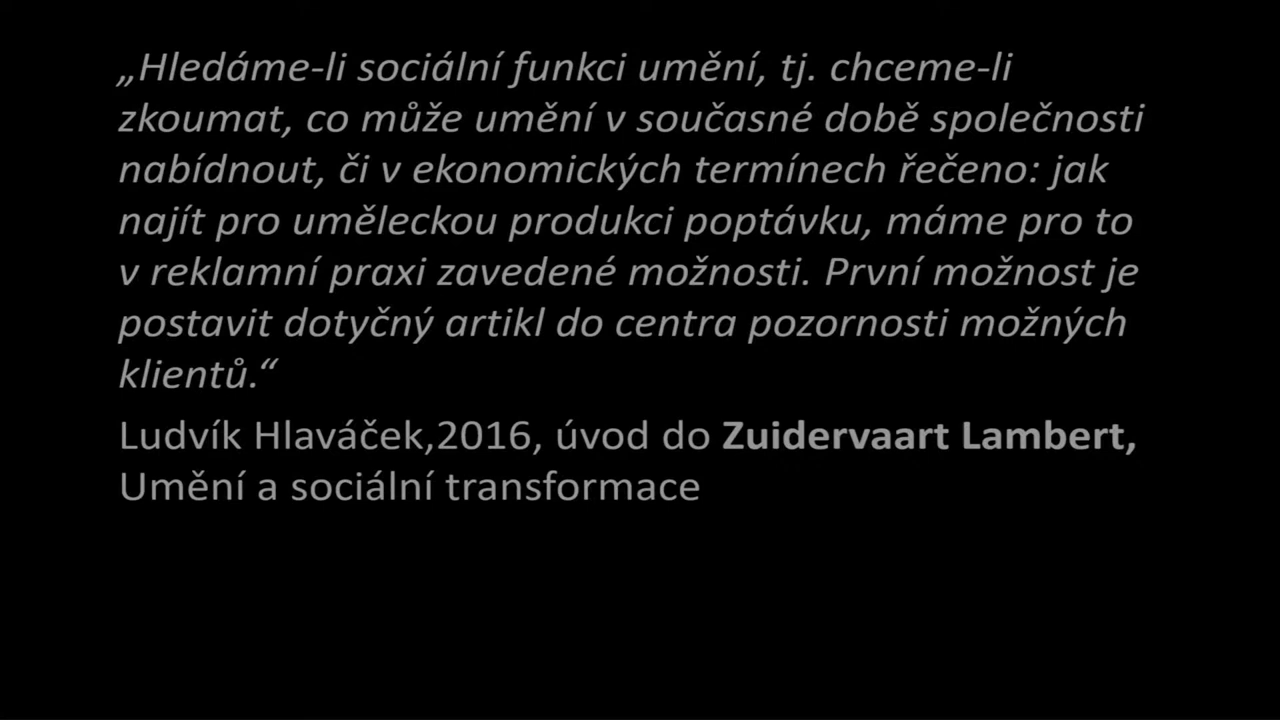 „Hledáme-li sociální funkci umění, tj. chceme-li
zkoumat, co může umění v současné době společnosti
nabídnout, či v ekonomických termínech řečeno: jak
najít pro uměleckou produkci poptávku, máme pro to
v reklamní praxi zavedené možnosti. První možnost je
postavit dotyčný artikl do centra pozornosti možných
klientů.“
Ludvík Hlaváček,2016, úvod do Zuidervaart Lambert,
Umění a sociální transformace